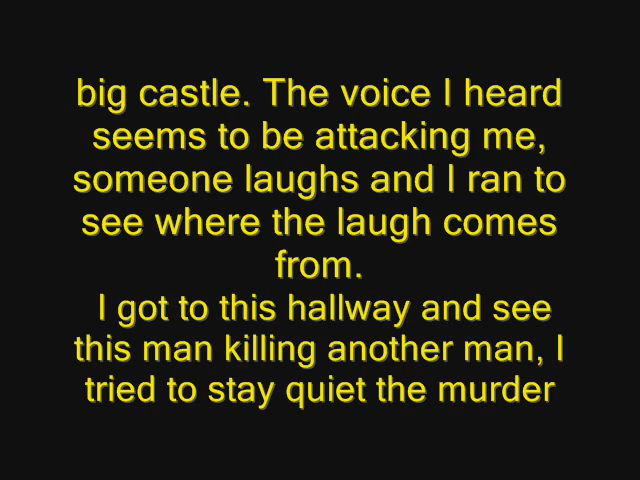 big castle. The voice I heard
seems to be attacking me,
someone laughs and I ran to
see where the laugh comes
from.
I got to this hallway and see
this man killing another man, I
tried to stay quiet the murder